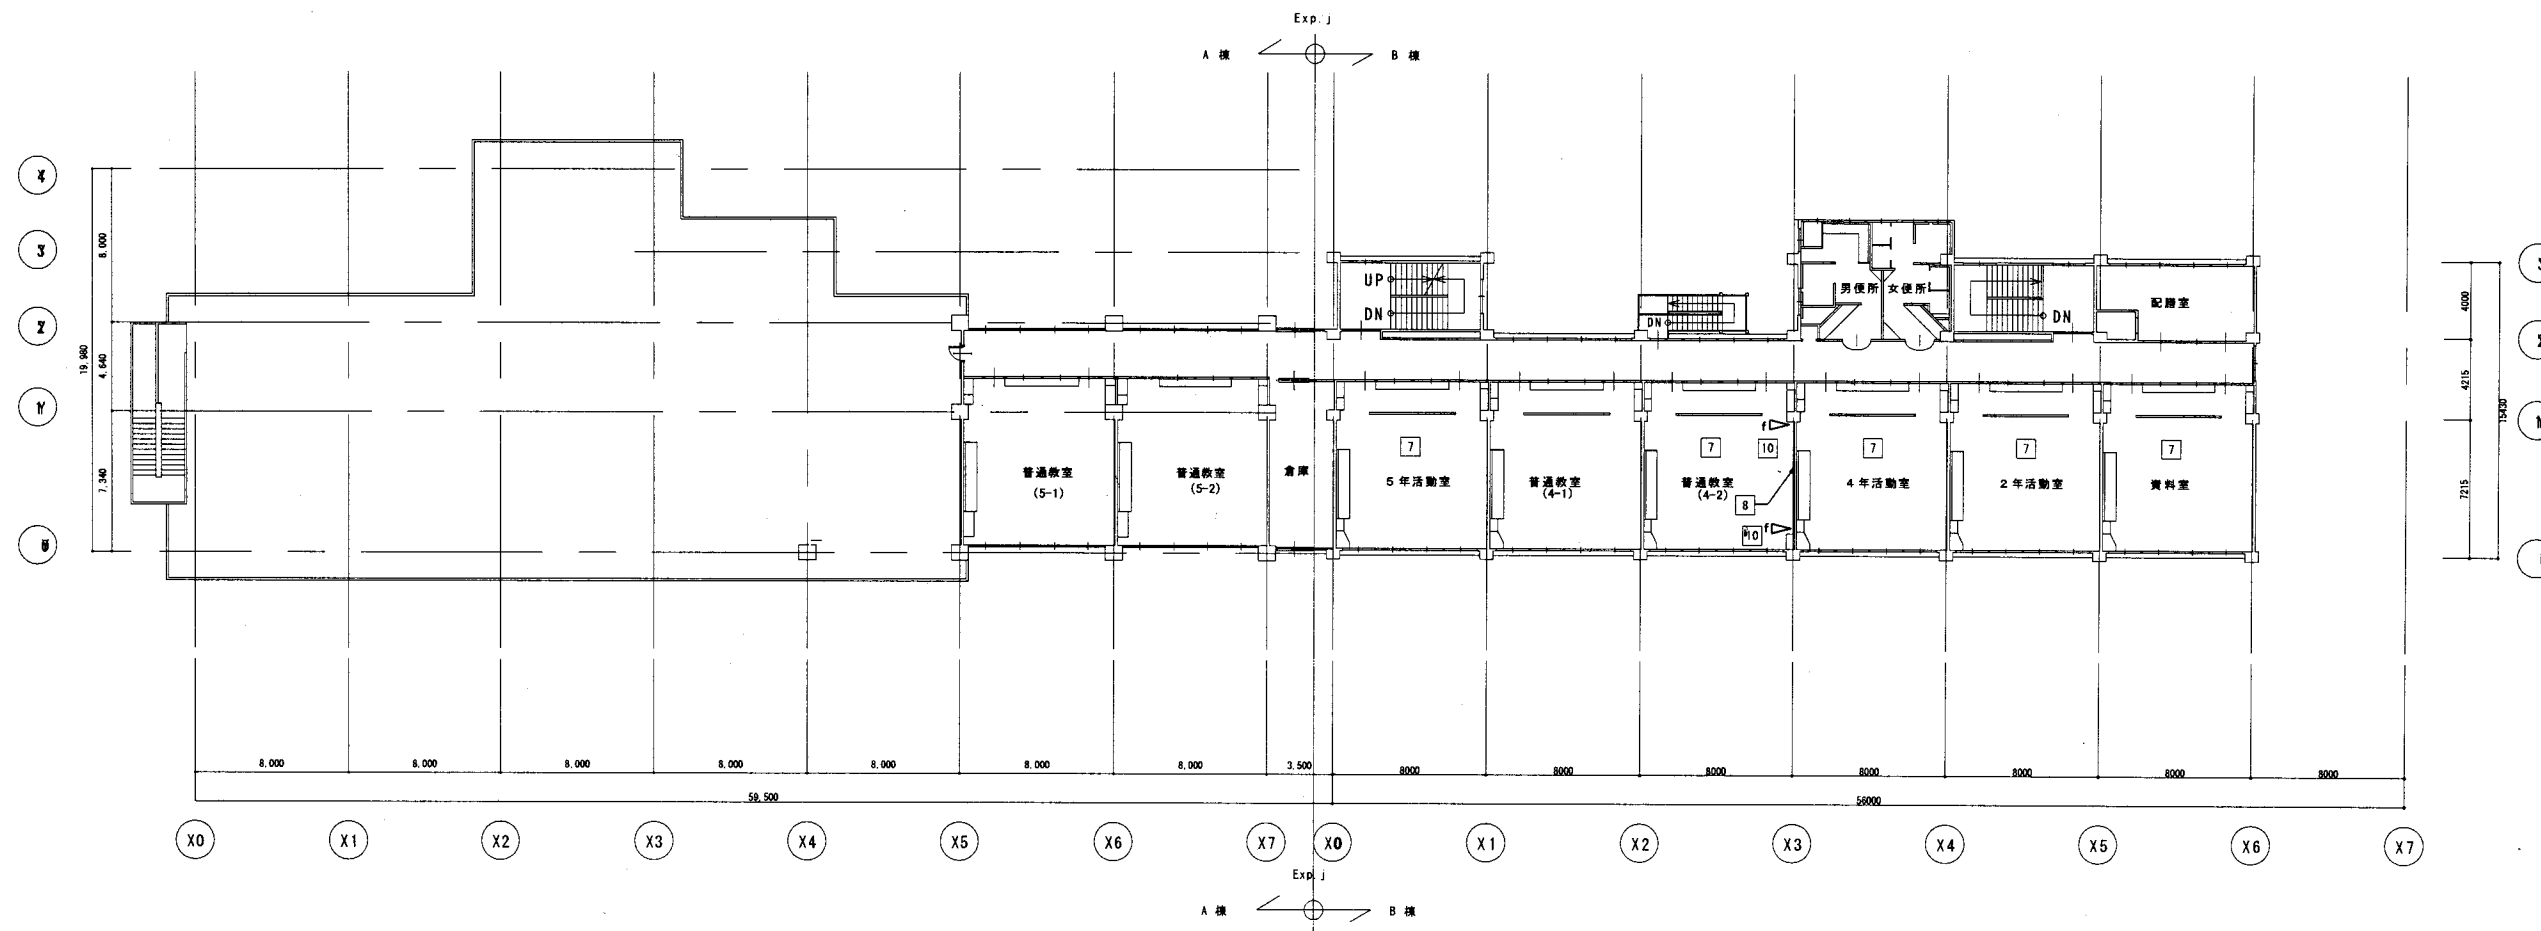 Exp. j
A 棟
B 棟
4
3
2
8,000
4,640
7,340
19,980
UP
DN
DN
男便所
女便所
DN
配膳室
4000
4215
7215
15430
普通教室
(5-1)
普通教室
(5-2)
倉庫
7
5年活動室
普通教室
(4-1)
7
普通教室
(4-2)
f
10
8
f
10
7
4年活動室
7
2年活動室
7
資料室
8,000
8,000
8,000
8,000
8,000
8,000
8,000
3,500
8000
8000
8000
8000
8000
8000
8000
59,500
56000
X0
X1
X2
X3
X4
X5
X6
X7
X0
X1
X2
X3
X4
X5
X6
X7
Exp. j
A 棟
B 棟